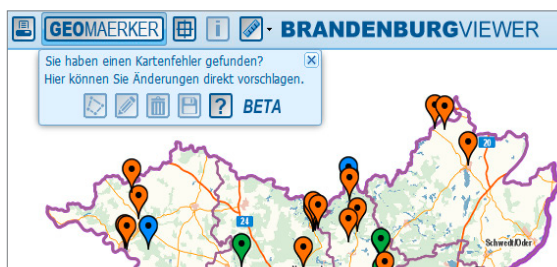 GEOMAERKER i BRANDENBURGVIEWER
Sie haben einen Kartenfehler gefunden?
Hier können Sie Änderungen direkt vorschlagen.
? BETA
20
24
Schwedt/Oder